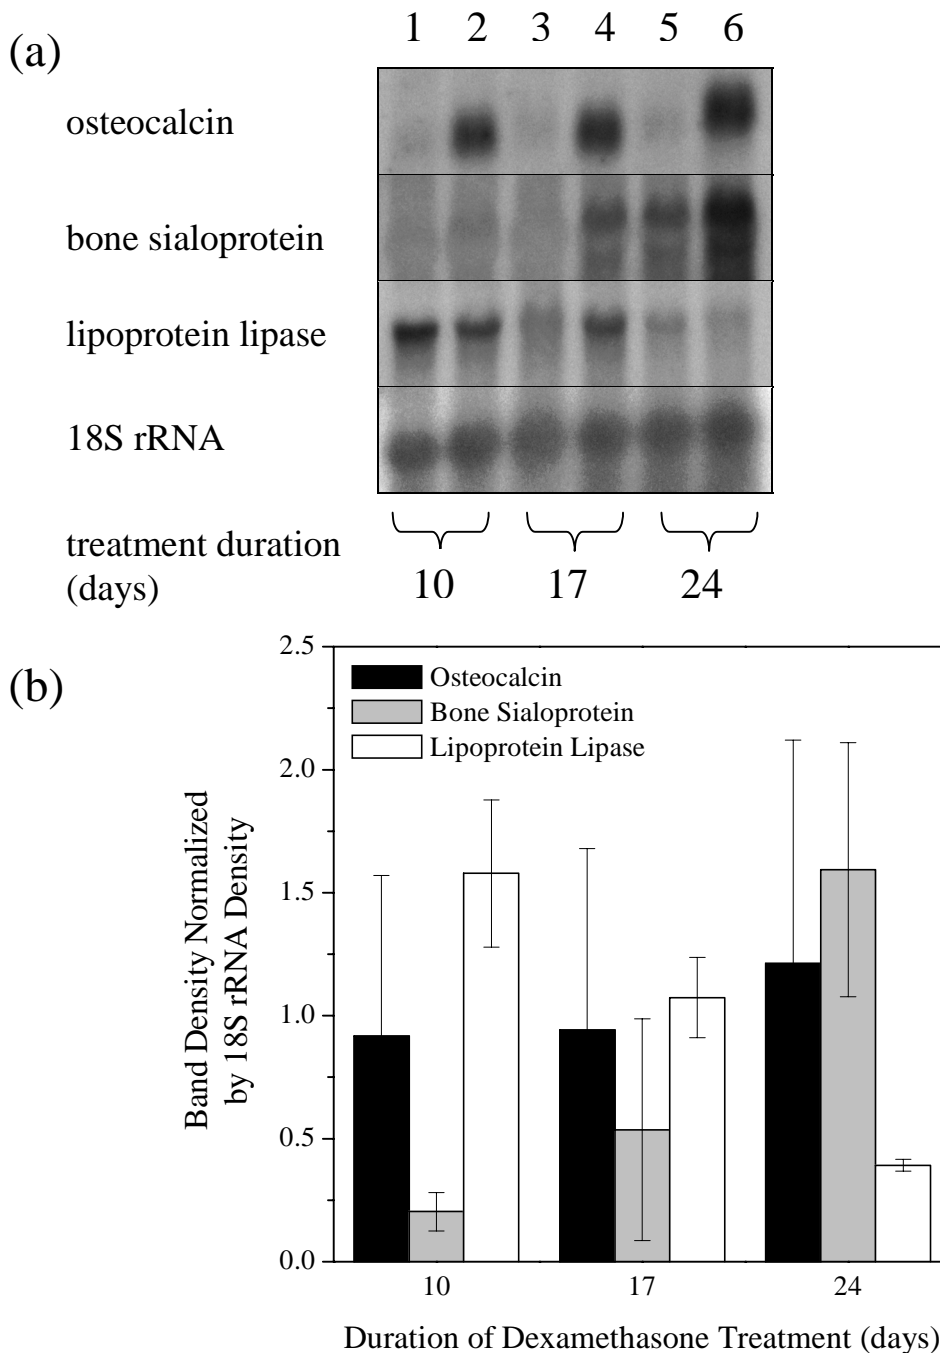 (a)
1 2 3 4 5 6
osteocalcin
bone sialoprotein
lipoprotein lipase
18S rRNA
treatment duration
(days)
10 17 24
(b)
2.5
2.0
1.5
1.0
0.5
0.0
Osteocalcin
Bone Sialoprotein
Lipoprotein Lipase
Band Density Normalized
by 18S rRNA Density
10 17 24
Duration of Dexamethasone Treatment (days)